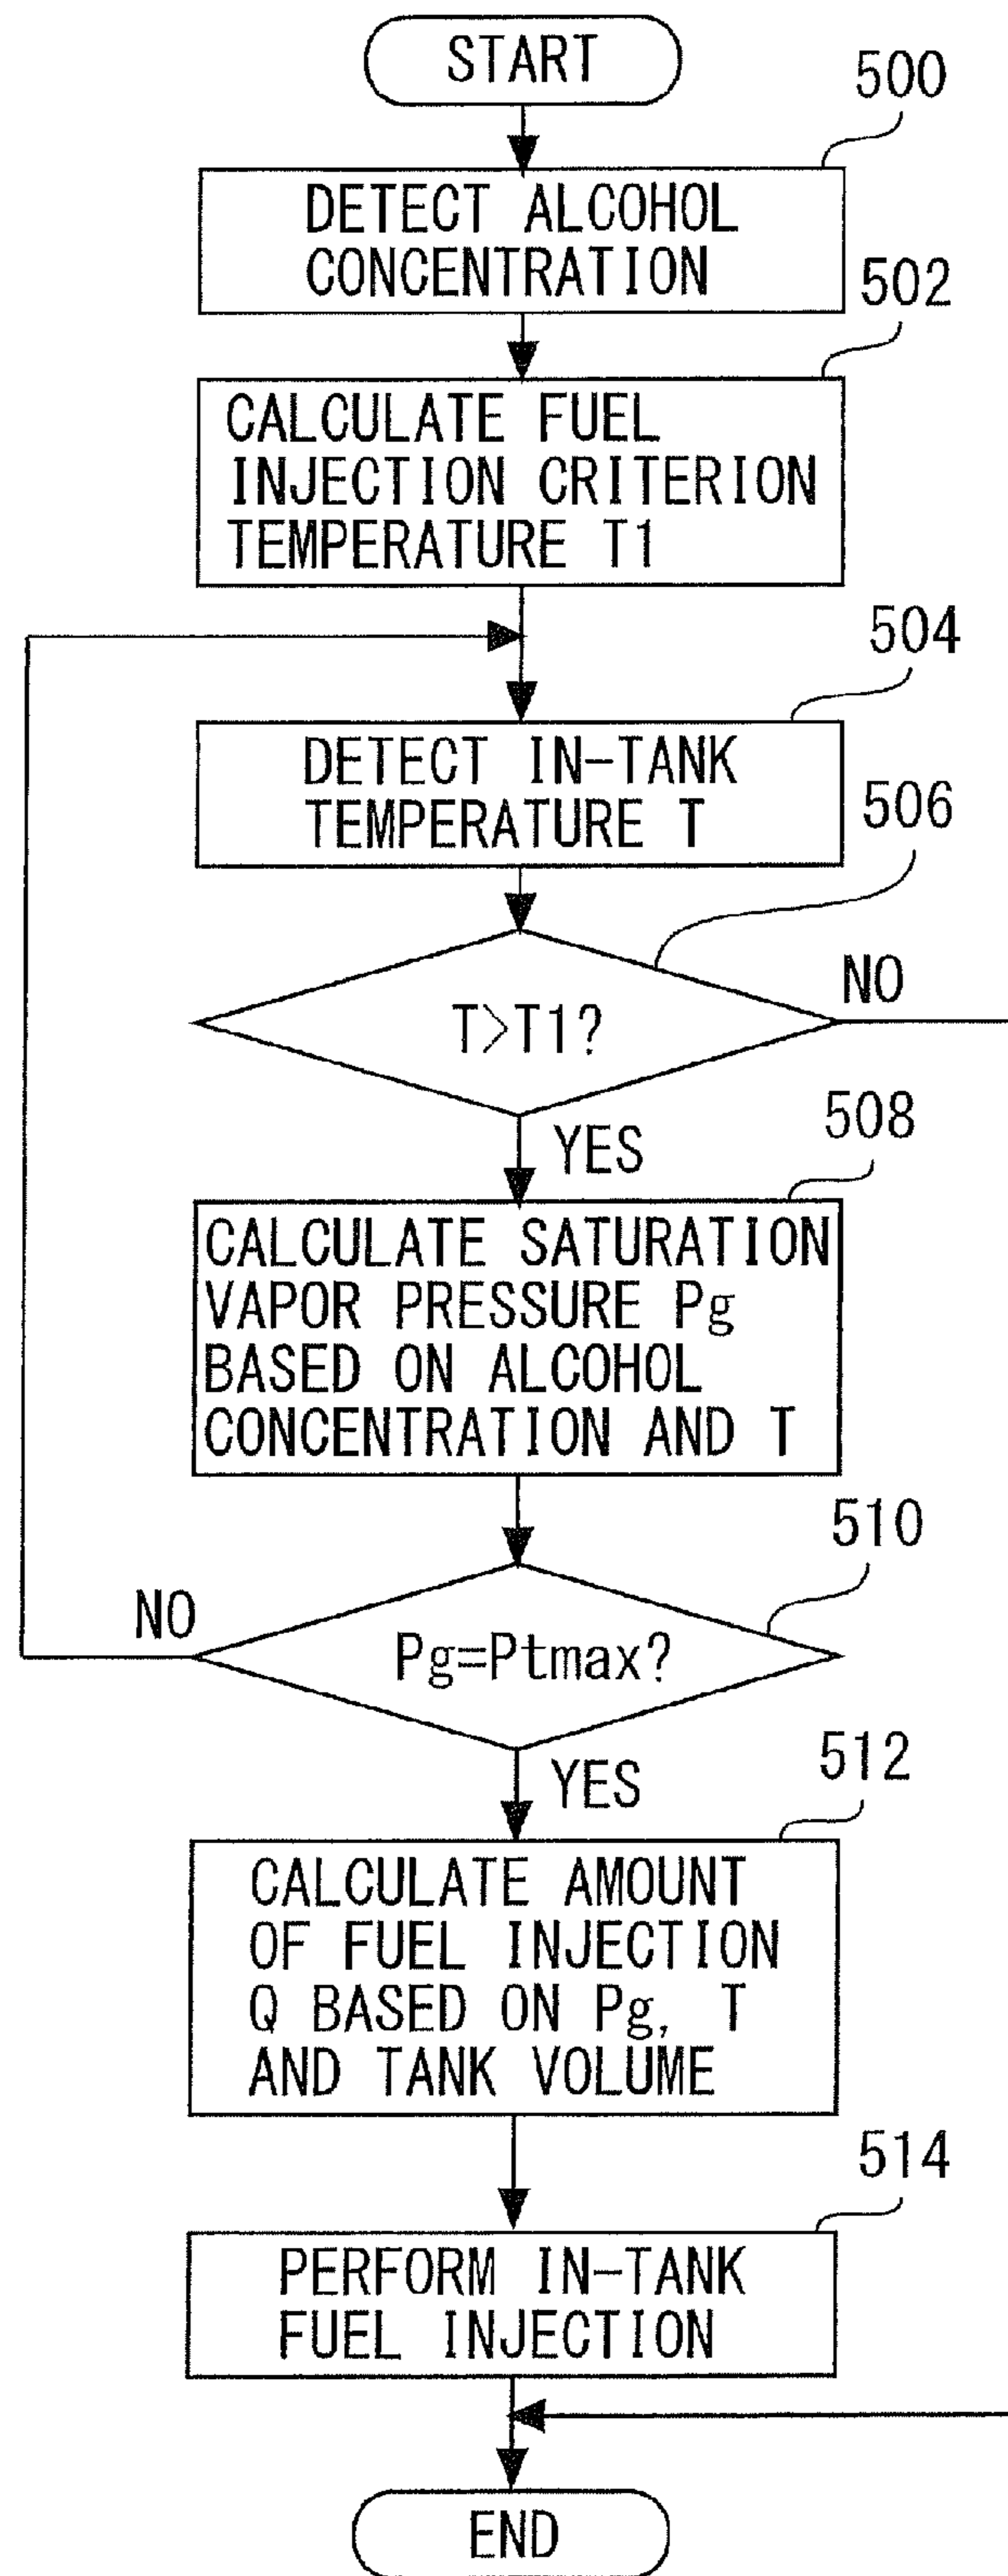 START
500
DETECT ALCOHOL
CONCENTRATION
502
CALCULATE FUEL
INJECTION CRITERION
TEMPERATURE T1
504
DETECT IN-TANK
TEMPERATURE T
506
T>T1?
NO
YES
508
CALCULATE SATURATION
VAPOR PRESSURE Pg
BASED ON ALCOHOL
CONCENTRATION AND T
510
NO
Pg=Ptmax?
YES
512
CALCULATE AMOUNT
OF FUEL INJECTION
Q BASED ON Pg, T
AND TANK VOLUME
514
PERFORM IN-TANK
FUEL INJECTION
END